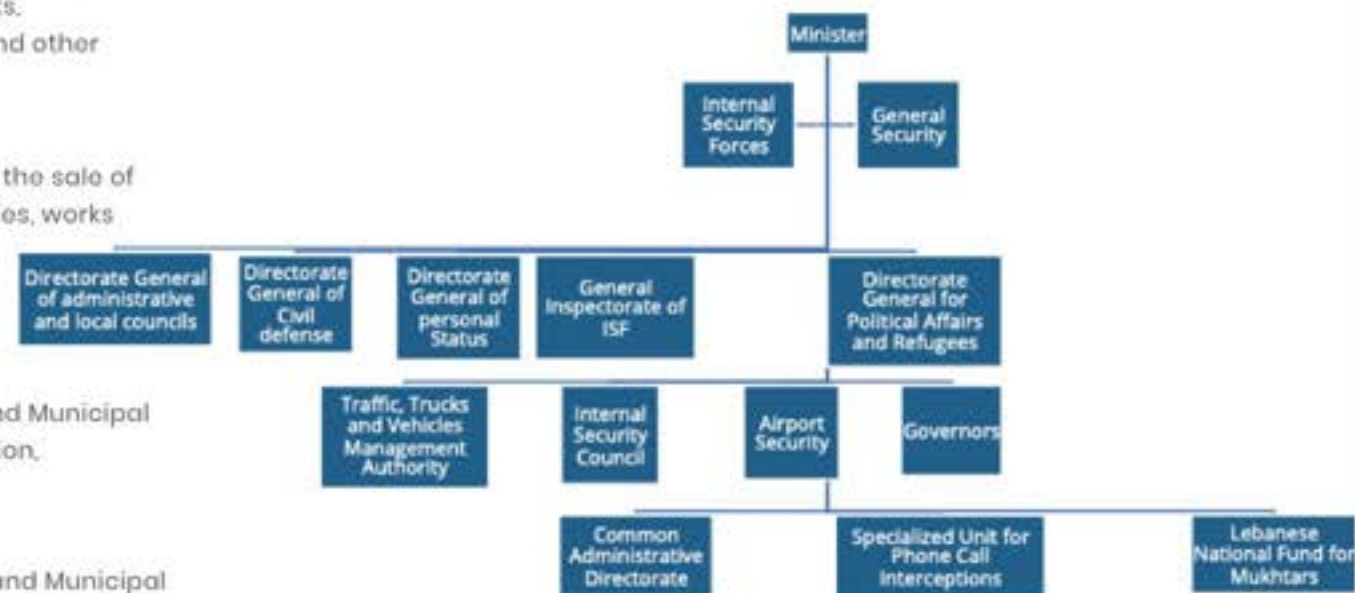 s,
nd other
the sale of
es, works
nd Municipal
ion,
and Municipal
Minister
Internal
Security
Forces
General
Security
Directorate General
of administrative
and local councils
Directorate
General of
Civil
defense
Directorate
General of
personal
Status
General
Inspectorate of
ISF
Directorate
General for
Political Affairs
and Refugees
Traffic, Trucks
and Vehicles
Management
Authority
Internal
Security
Council
Airport
Security
Governors
Common
Administrative
Directorate
Specialized Unit for
Phone Call
Interceptions
Lebanese
National Fund for
Mukhtars